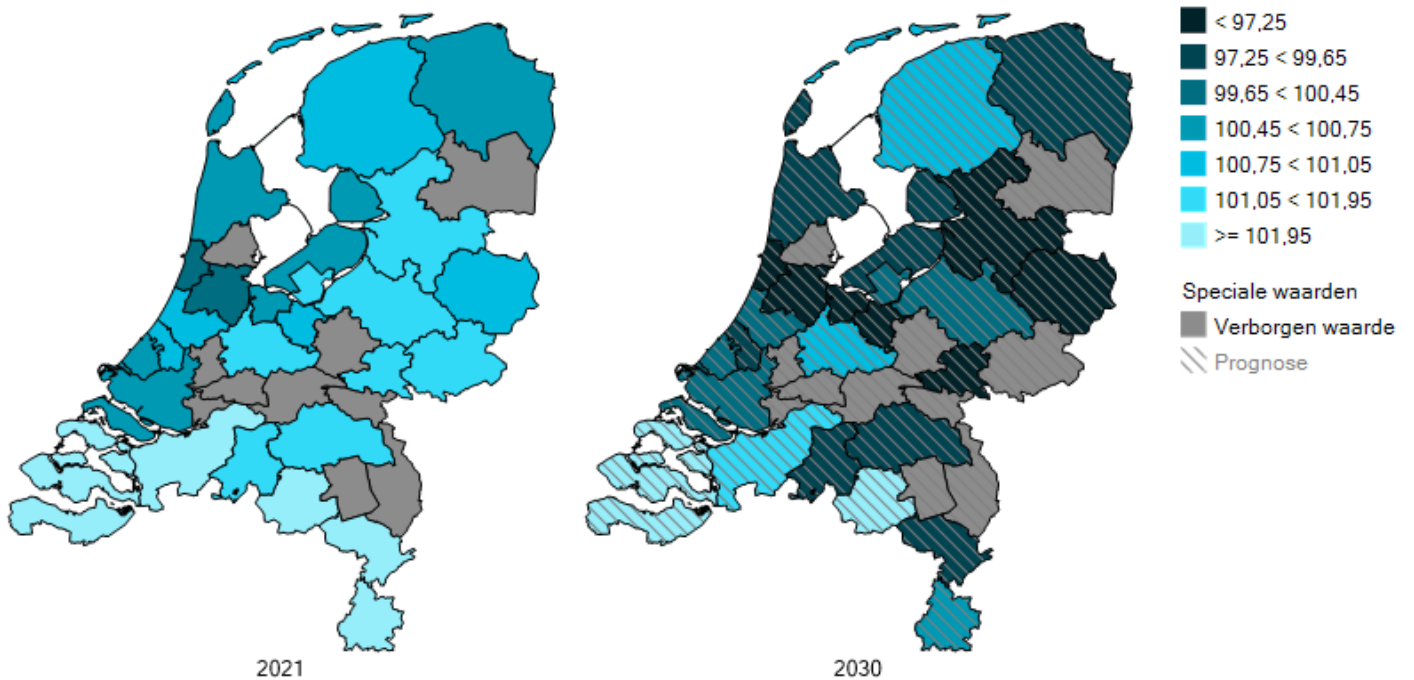 < 97,25
97,25 < 99,65
99,65 < 100,45
100,45 < 100,75
100,75 < 101,05
101,05 < 101,95
>= 101,95
Speciale waarden
Verborgen waarde
Prognose
2021
2030